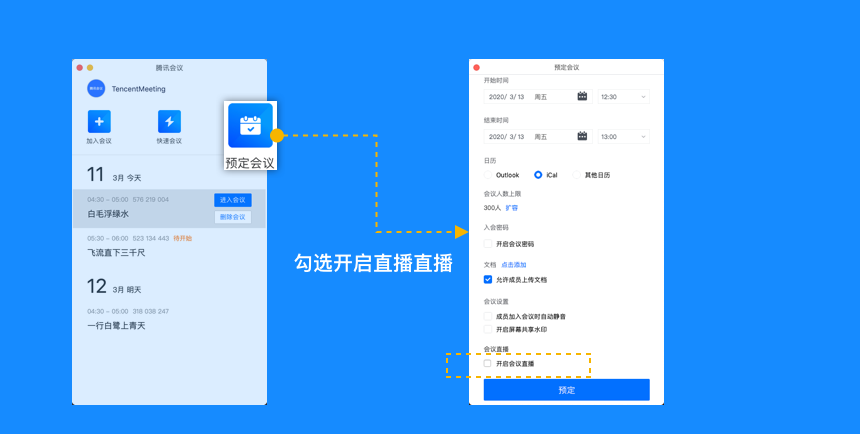 腾讯会议
腾讯会议
TencentMeeting
加入会议
快速会议
预定会议
11 3月 今天
04:30 – 06:00 576 219 004
进入会议
白毛浮绿水
删除会议
05:30 – 06:00 523 134 443 待开始
飞流直下三千尺
12 3月 明天
04:30 – 05:00 318 038 247
一行白鹭上青天
勾选开启直播直播
预定会议
开始时间
2020/ 3/ 13 周五 12:30
结束时间
2020/ 3/ 13 周五 13:00
日历
Outlook iCal 其他日历
会议人数上限
300人 扩容
入会密码
开启会议密码
文档 点击添加
允许成员上传文档
会议设置
成员加入会议时自动静音
开启屏幕共享水印
会议直播
开启会议直播
预定